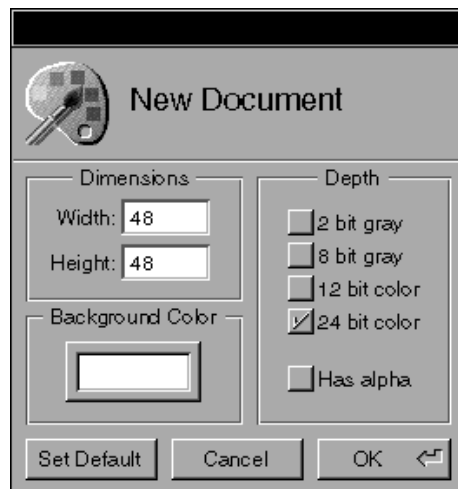 New Document
Dimensions
Width: 48
Height: 48
Background Color
Depth
2 bit gray
8 bit gray
12 bit color
24 bit color
Has alpha
Set Default
Cancel
OK